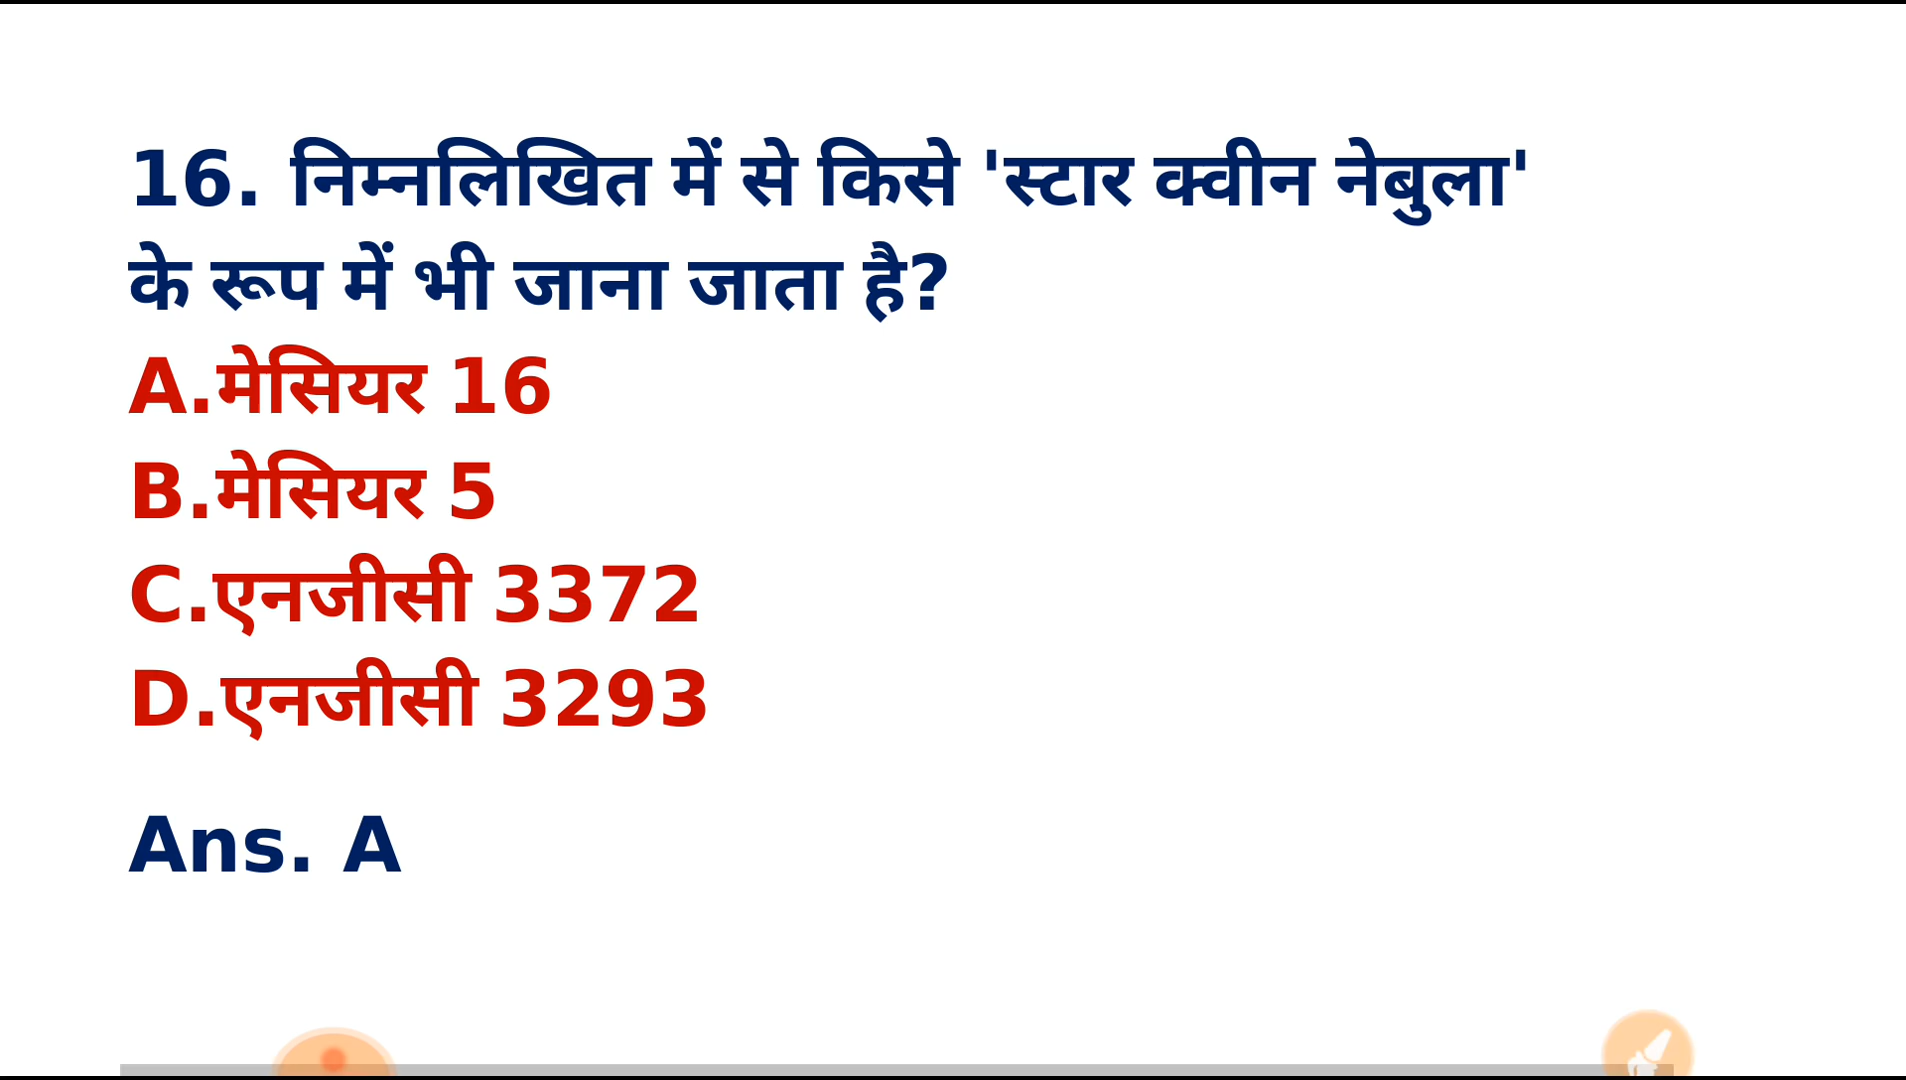 16. निम्नलिखित में से किसे 'स्टार क्वीन नेबुला'
के रूप में भी जाना जाता है?
A.मेसियर 16
B.मेसियर 5
C.एनजीसी 3372
D.एनजीसी 3293
Ans. A